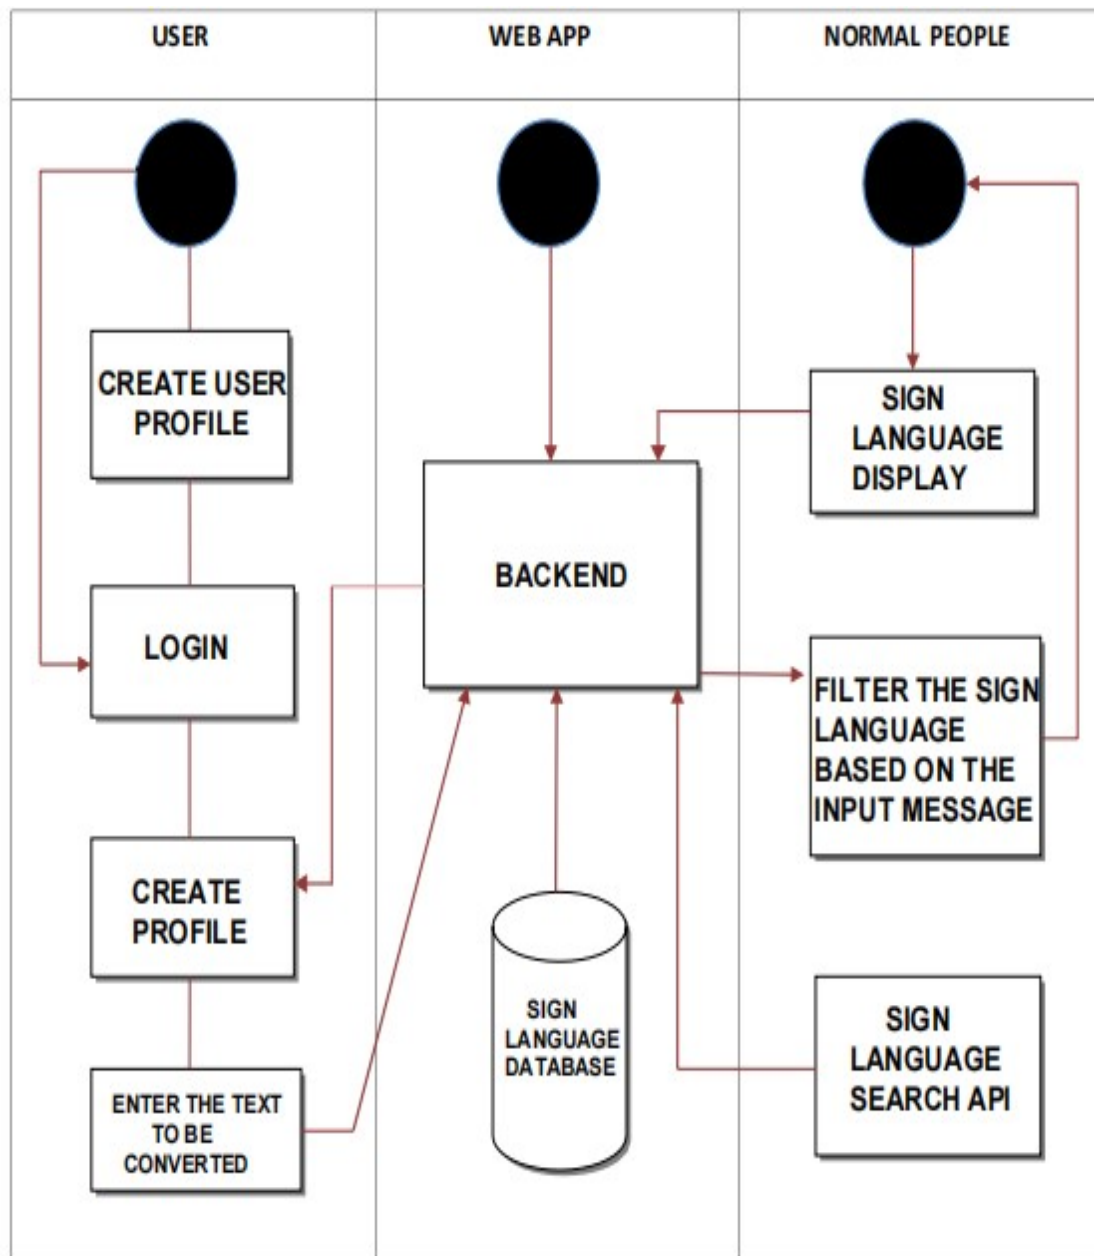 USER
WEB APP
NORMAL PEOPLE
CREATE USER
PROFILE
LOGIN
CREATE
PROFILE
ENTER THE TEXT
TO BE
CONVERTED
BACKEND
SIGN
LANGUAGE
DATABASE
SIGN
LANGUAGE
DISPLAY
FILTER THE SIGN
LANGUAGE
BASED ON THE
INPUT MESSAGE
SIGN
LANGUAGE
SEARCH API